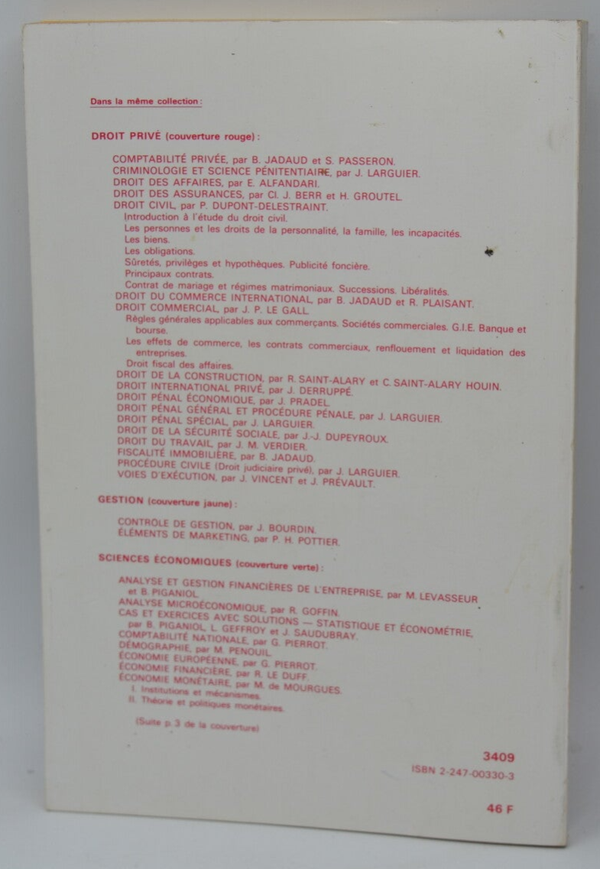 Dans la même collection :
DROIT PRIVÉ (couverture rouge) :
COMPTABILITÉ PRIVÉE, par B. JADAUD et S. PASSERON.
CRIMINOLOGIE ET SCIENCE PÉNITENTIAIRE, par J. LARGUIER.
DROIT DES AFFAIRES, par E. ALFANDARI.
DROIT DES ASSURANCES, par Cl. J. BERR et H. GROUTEL.
DROIT CIVIL, par P. DUPONT-DELESTRAINT.
Introduction à l'étude du droit civil.
Les personnes et les droits de la personnalité, la famille, les incapacités.
Les biens.
Les obligations.
Sûretés, privilèges et hypothèques. Publicité foncière.
Principaux contrats.
Contrat de mariage et régimes matrimoniaux. Successions. Libéralités.
DROIT DU COMMERCE INTERNATIONAL, par B. JADAUD et R. PLAISANT.
DROIT COMMERCIAL, par J. P. LE GALL.
Règles générales applicables aux commerçants. Sociétés commerciales. G.I.E. Banque et
bourse.
Les effets de commerce, les contrats commerciaux, renflouement et liquidation des
entreprises.
Droit fiscal des affaires.
DROIT DE LA CONSTRUCTION, par R. SAINT-ALARY et C. SAINT-ALARY HOUIN.
DROIT INTERNATIONAL PRIVÉ, par J. DERRUPPÉ.
DROIT PÉNAL ÉCONOMIQUE, par J. PRADEL.
DROIT PÉNAL GÉNÉRAL ET PROCÉDURE PÉNALE, par J. LARGUIER.
DROIT PÉNAL SPÉCIAL, par J. LARGUIER.
DROIT DE LA SÉCURITÉ SOCIALE, par J.-J. DUPEYROUX.
DROIT DU TRAVAIL, par J. M. VERDIER.
FISCALITÉ IMMOBILIÈRE, par B. JADAUD.
PROCÉDURE CIVILE (Droit judiciaire privé), par J. LARGUIER.
VOIES D'EXÉCUTION, par J. VINCENT et J. PRÉVAULT.
GESTION (couverture jaune) :
CONTROLE DE GESTION, par J. BOURDIN.
ÉLÉMENTS DE MARKETING, par P. H. POTTIER.
SCIENCES ÉCONOMIQUES (couverture verte) :
ANALYSE ET GESTION FINANCIÈRES DE L'ENTREPRISE, par M. LEVASSEUR
et B. PIGANIOL.
ANALYSE MICROÉCONOMIQUE, par R. GOFFIN.
CAS ET EXERCICES AVEC SOLUTIONS — STATISTIQUE ET ÉCONOMÉTRIE,
par B. PIGANIOL, L. GEFFROY et J. SAUDUBRAY.
COMPTABILITÉ NATIONALE, par G. PIERROT.
DÉMOGRAPHIE, par M. PENOUIL.
ÉCONOMIE EUROPÉENNE, par G. PIERROT.
ÉCONOMIE FINANCIÈRE, par R. LE DUFF.
ÉCONOMIE MONÉTAIRE, par M. de MOURGUES.
I. Institutions et mécanismes.
II. Théorie et politiques monétaires.
(Suite p. 3 de la couverture)
3409
ISBN 2-247-00330-3
46 F